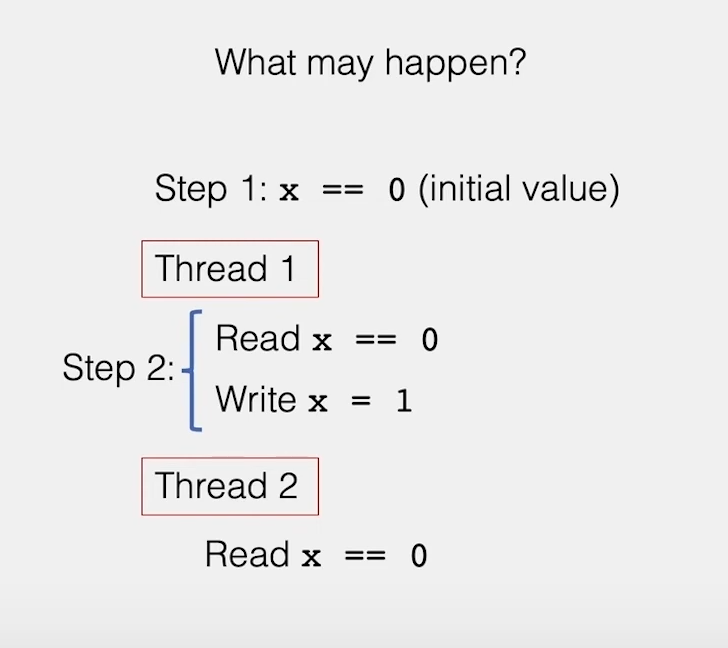 What may happen?
Step 1: x == 0 (initial value)
Thread 1
Step 2:
Read x == 0
Write x = 1
Thread 2
Read x == 0